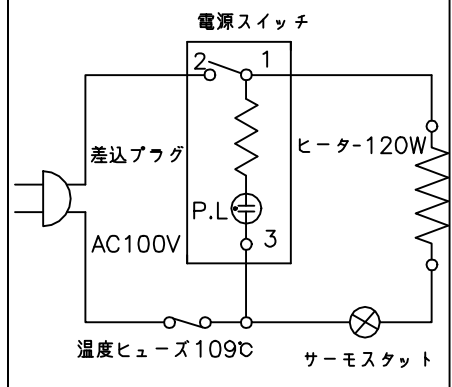 電源スイッチ
2 1
差込プラグ
ヒーター120W
P.L
3
AC100V
温度ヒューズ109℃
サーモスタット